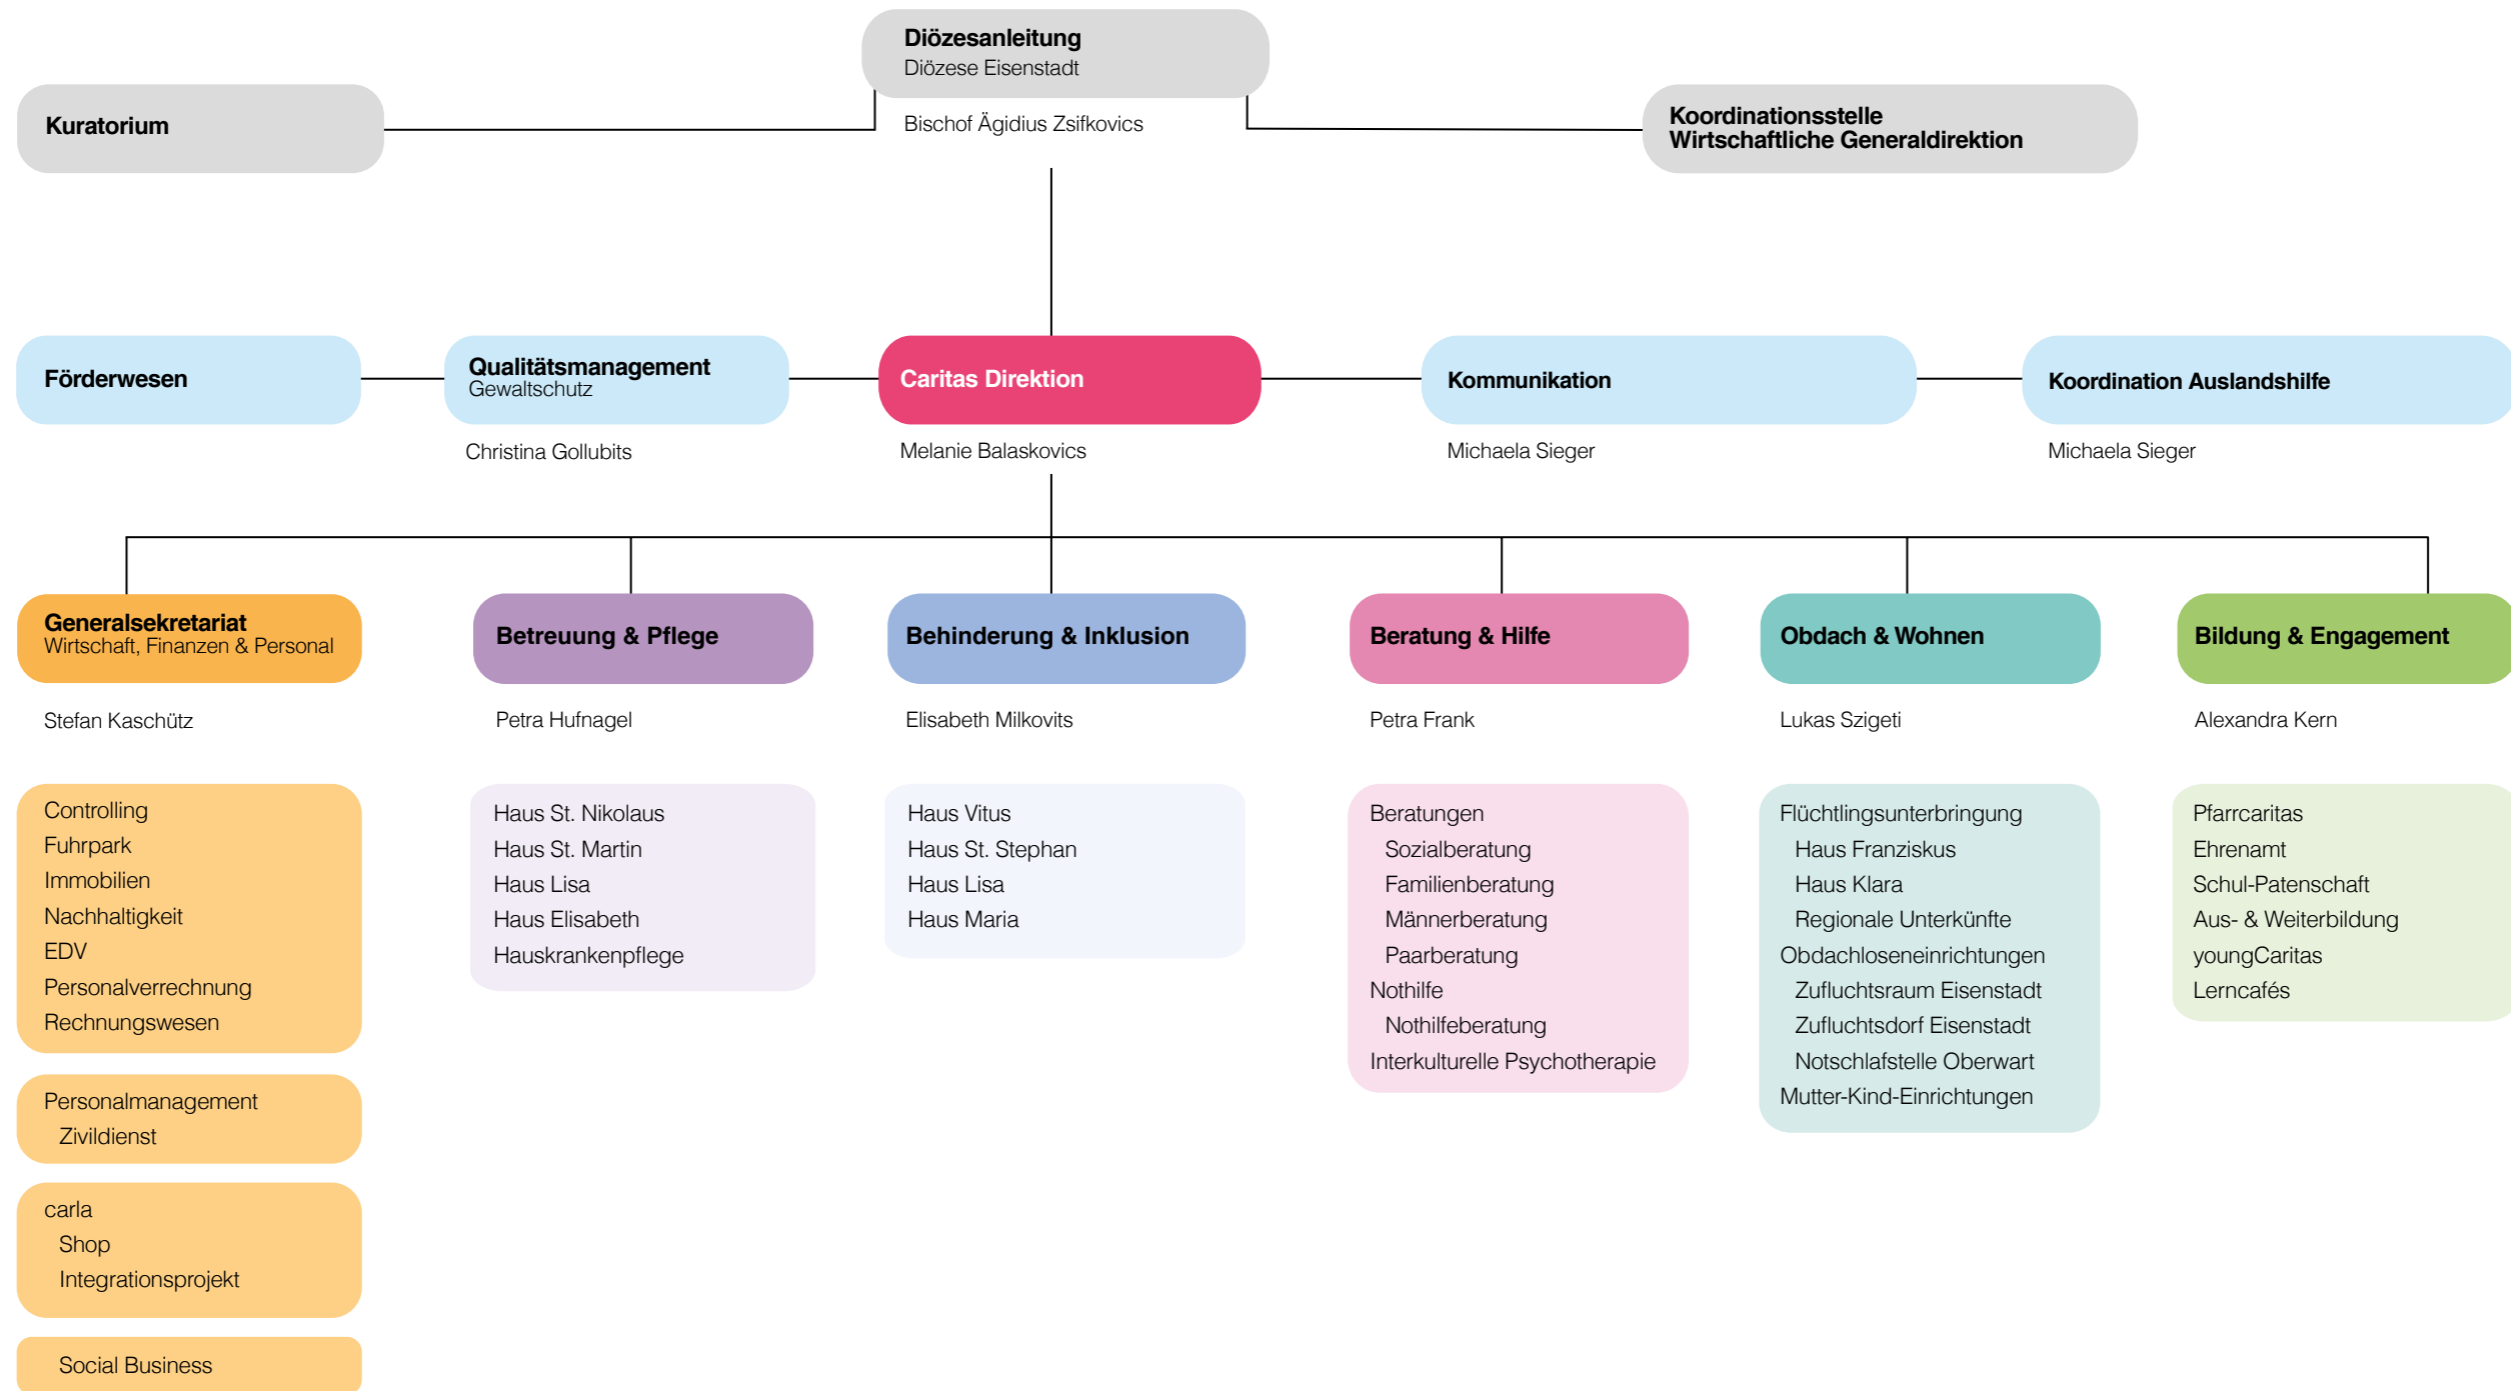 Diözesanleitung
Diözese Eisenstadt
Bischof Ägidius Zsifkovics
Kuratorium
Koordinationsstelle
Wirtschaftliche Generaldirektion
Förderwesen
Qualitätsmanagement
Gewaltschutz
Christina Gollubits
Caritas Direktion
Melanie Balaskovics
Kommunikation
Michaela Sieger
Koordination Auslandshilfe
Michaela Sieger
Generalsekretariat
Wirtschaft, Finanzen & Personal
Stefan Kaschütz
Controlling
Fuhrpark
Immobilien
Nachhaltigkeit
EDV
Personalverrechnung
Rechnungswesen
Personalmanagement
Zivildienst
carla
Shop
Integrationsprojekt
Social Business
Betreuung & Pflege
Petra Hufnagel
Haus St. Nikolaus
Haus St. Martin
Haus Lisa
Haus Elisabeth
Hauskrankenpflege
Behinderung & Inklusion
Elisabeth Milkovits
Haus Vitus
Haus St. Stephan
Haus Lisa
Haus Maria
Beratung & Hilfe
Petra Frank
Beratungen
Sozialberatung
Familienberatung
Männerberatung
Paarberatung
Nothilfe
Nothilfeberatung
Interkulturelle Psychotherapie
Obdach & Wohnen
Lukas Szigeti
Flüchtlingsunterbringung
Haus Franziskus
Haus Klara
Regionale Unterkünfte
Obdachloseneinrichtungen
Zufluchtsraum Eisenstadt
Zufluchtsdorf Eisenstadt
Notschlafstelle Oberwart
Mutter-Kind-Einrichtungen
Bildung & Engagement
Alexandra Kern
Pfarrcaritas
Ehrenamt
Schul-Patenschaft
Aus- & Weiterbildung
youngCaritas
Lerncafés